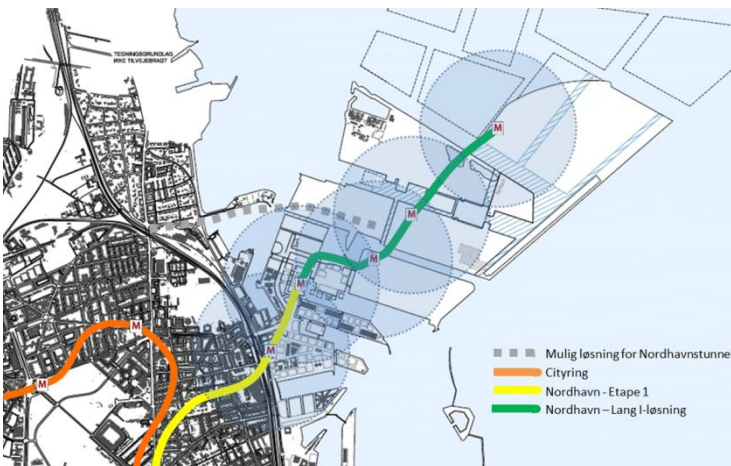 TEGNINGSGRUNDLAG
IKKE TILVEJEBRAGT
M
M
M
M
M
M
M
Mulig løsning for Nordhavnstunne
Cityring
Nordhavn - Etape 1
Nordhavn – Lang I-løsning